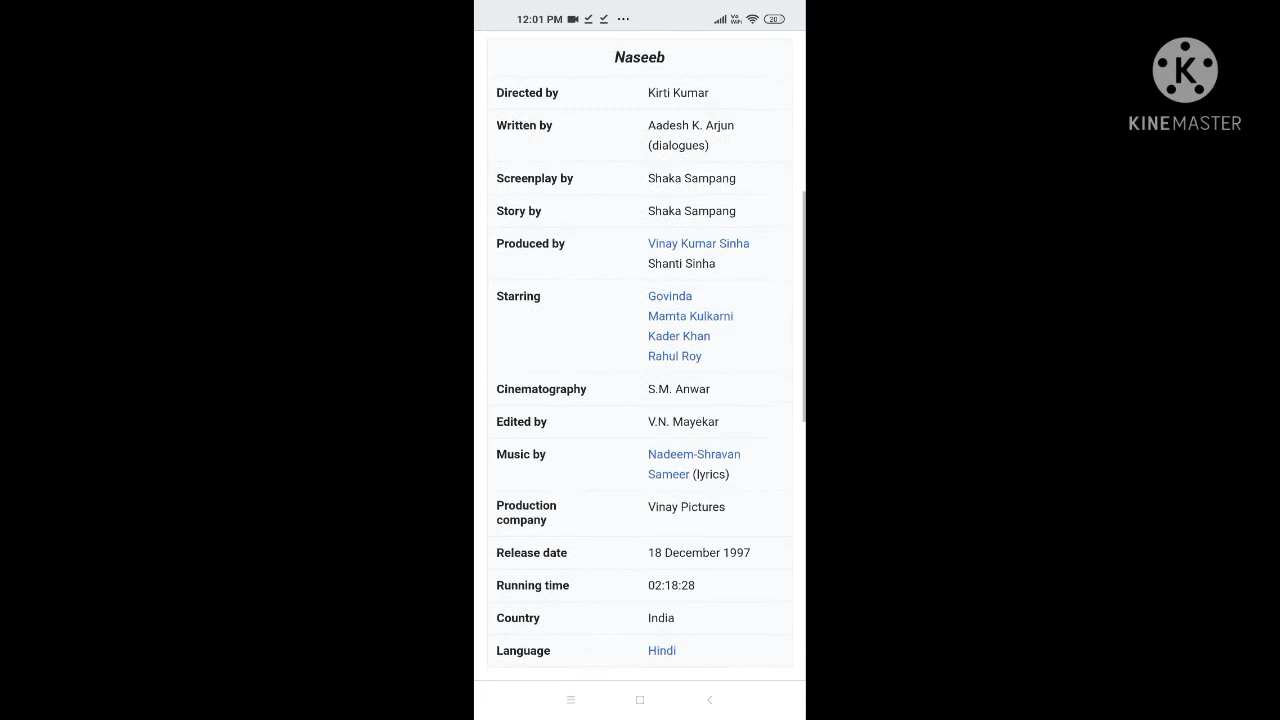 12:01 PM
Vo
WiFi
20
Naseeb
Directed by
Kirti Kumar
Written by
Aadesh K. Arjun
(dialogues)
Screenplay by
Shaka Sampang
Story by
Shaka Sampang
Produced by
Vinay Kumar Sinha
Shanti Sinha
Starring
Govinda
Mamta Kulkarni
Kader Khan
Rahul Roy
Cinematography
S.M. Anwar
Edited by
V.N. Mayekar
Music by
Nadeem-Shravan
Sameer (lyrics)
Production
company
Vinay Pictures
Release date
18 December 1997
Running time
02:18:28
Country
India
Language
Hindi
K
KINEMASTER